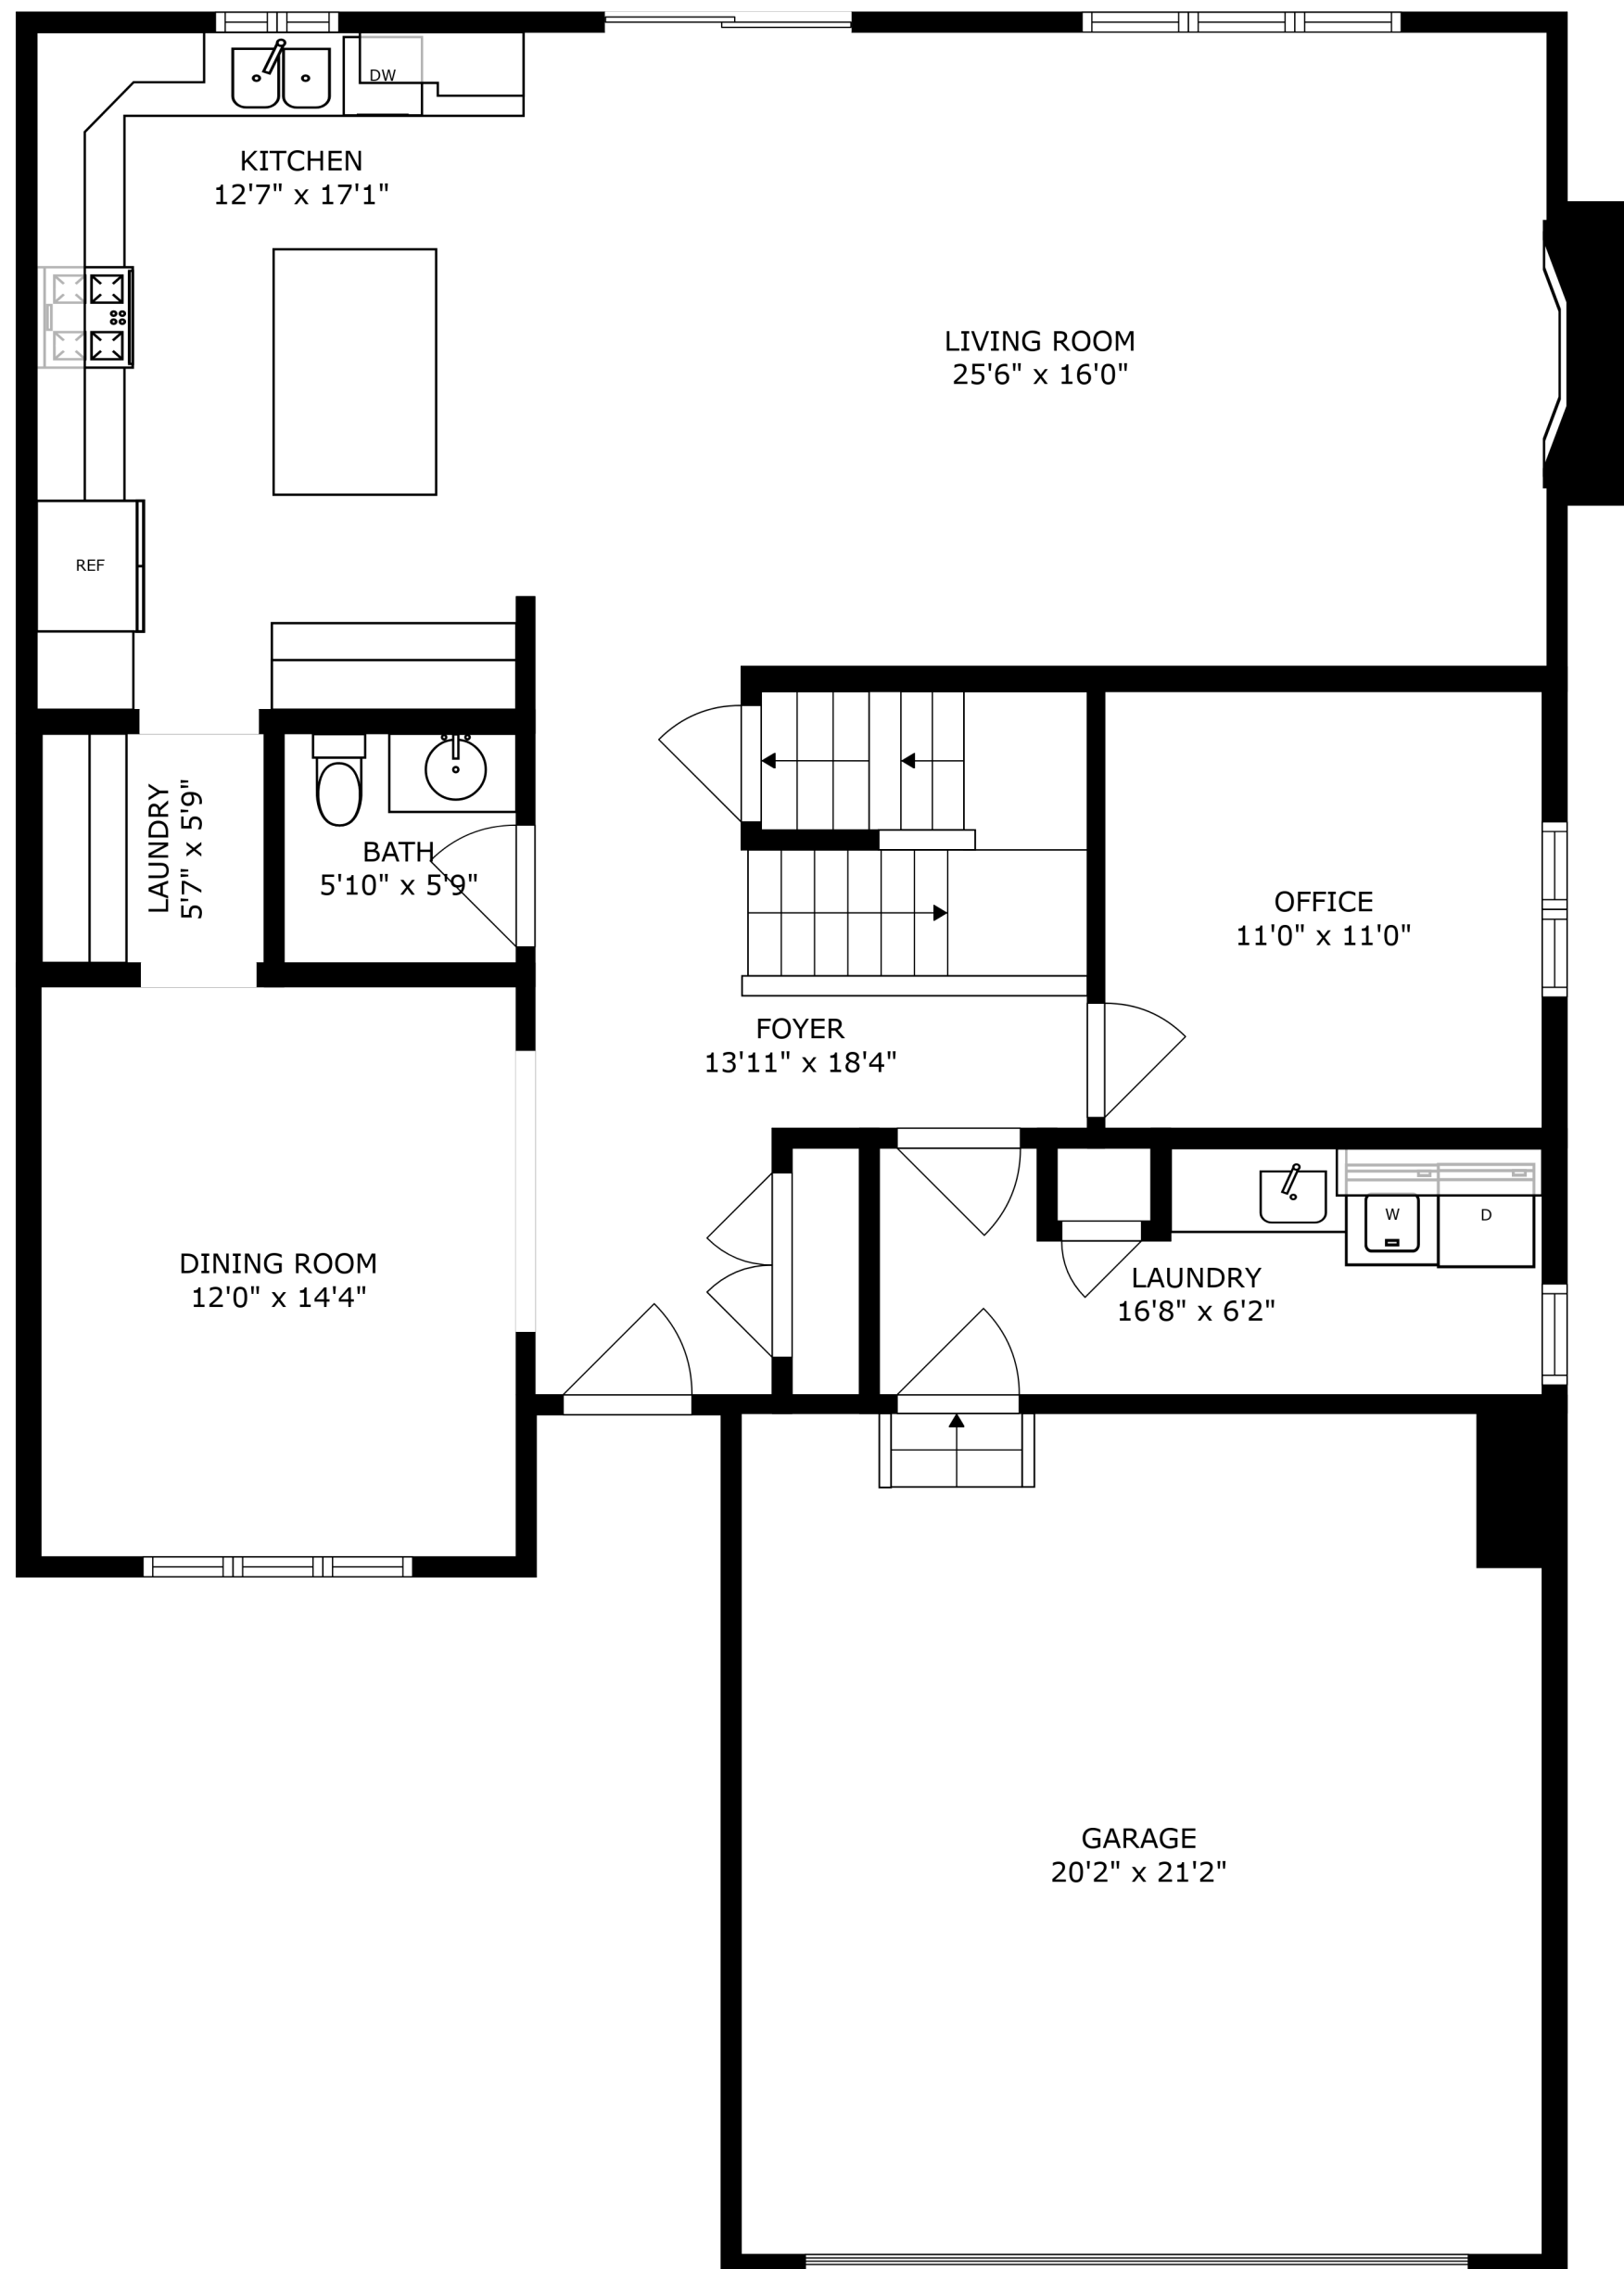 DW
KITCHEN
12'7" x 17'1"
LIVING ROOM
25'6" x 16'0"
REF
LAUNDRY
5'7" x 5'9"
BATH
5'10" x 5'9"
OFFICE
11'0" x 11'0"
FOYER
13'11" x 18'4"
W
D
DINING ROOM
12'0" x 14'4"
LAUNDRY
16'8" x 6'2"
GARAGE
20'2" x 21'2"